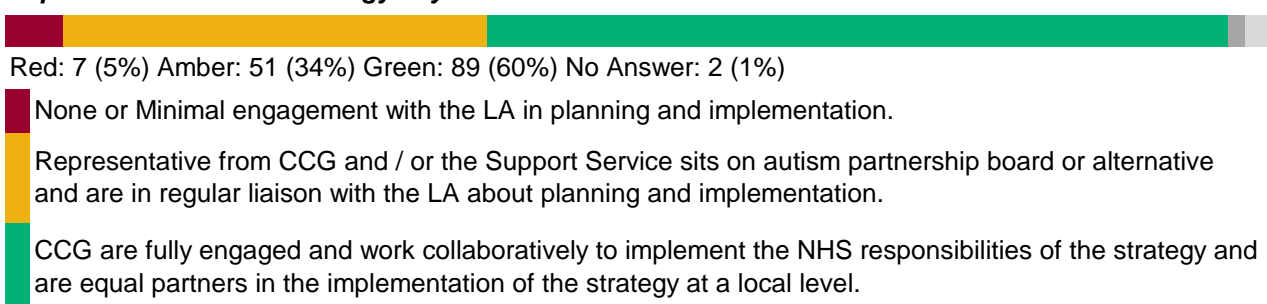 Red: 7 (5%) Amber: 51 (34%) Green: 89 (60%) No Answer: 2 (1%)
None or Minimal engagement with the LA in planning and implementation.
Representative from CCG and / or the Support Service sits on autism partnership board or alternative
and are in regular liaison with the LA about planning and implementation.
CCG are fully engaged and work collaboratively to implement the NHS responsibilities of the strategy and
are equal partners in the implementation of the strategy at a local level.